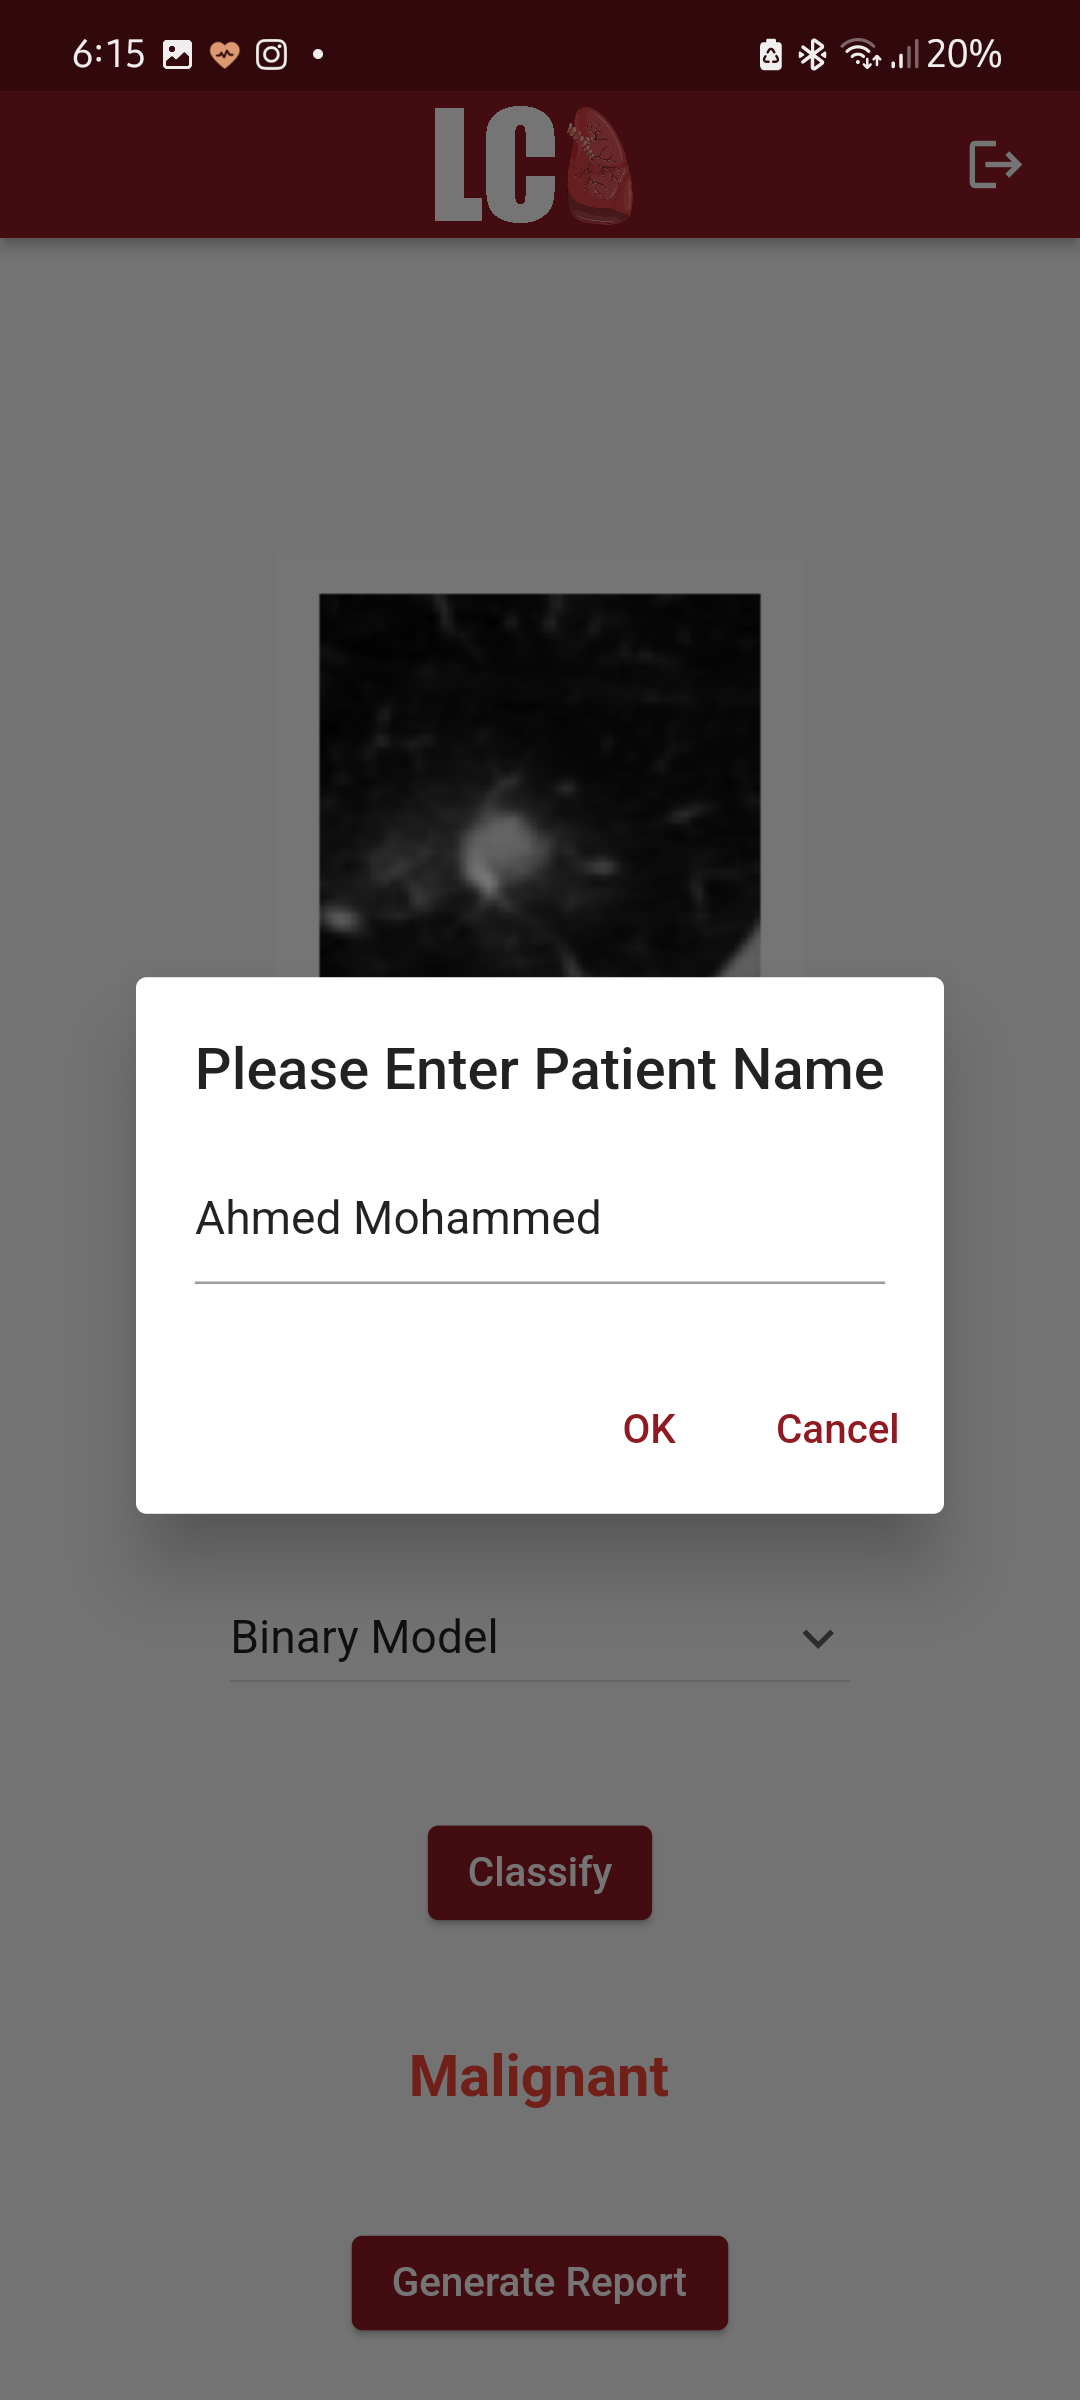 6:15 20%
LC
Please Enter Patient Name
Ahmed Mohammed
OK Cancel
Binary Model
Classify
Malignant
Generate Report